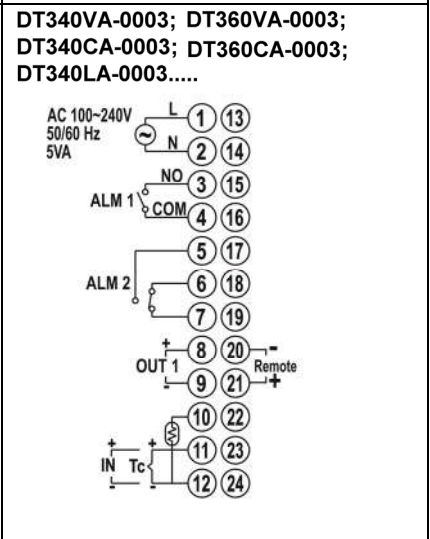 DT340VA-0003; DT360VA-0003;
DT340CA-0003; DT360CA-0003;
DT340LA-0003.....
AC 100~240V
50/60 Hz
5VA
L 1 13
~
N 2 14
NO 3 15
ALM 1
COM 4 16
5 17
ALM 2 6 18
7 19
+ 8 20 -
OUT 1 Remote
- 9 21 +
10 22
+ + 11 23
IN Tc
- - 12 24